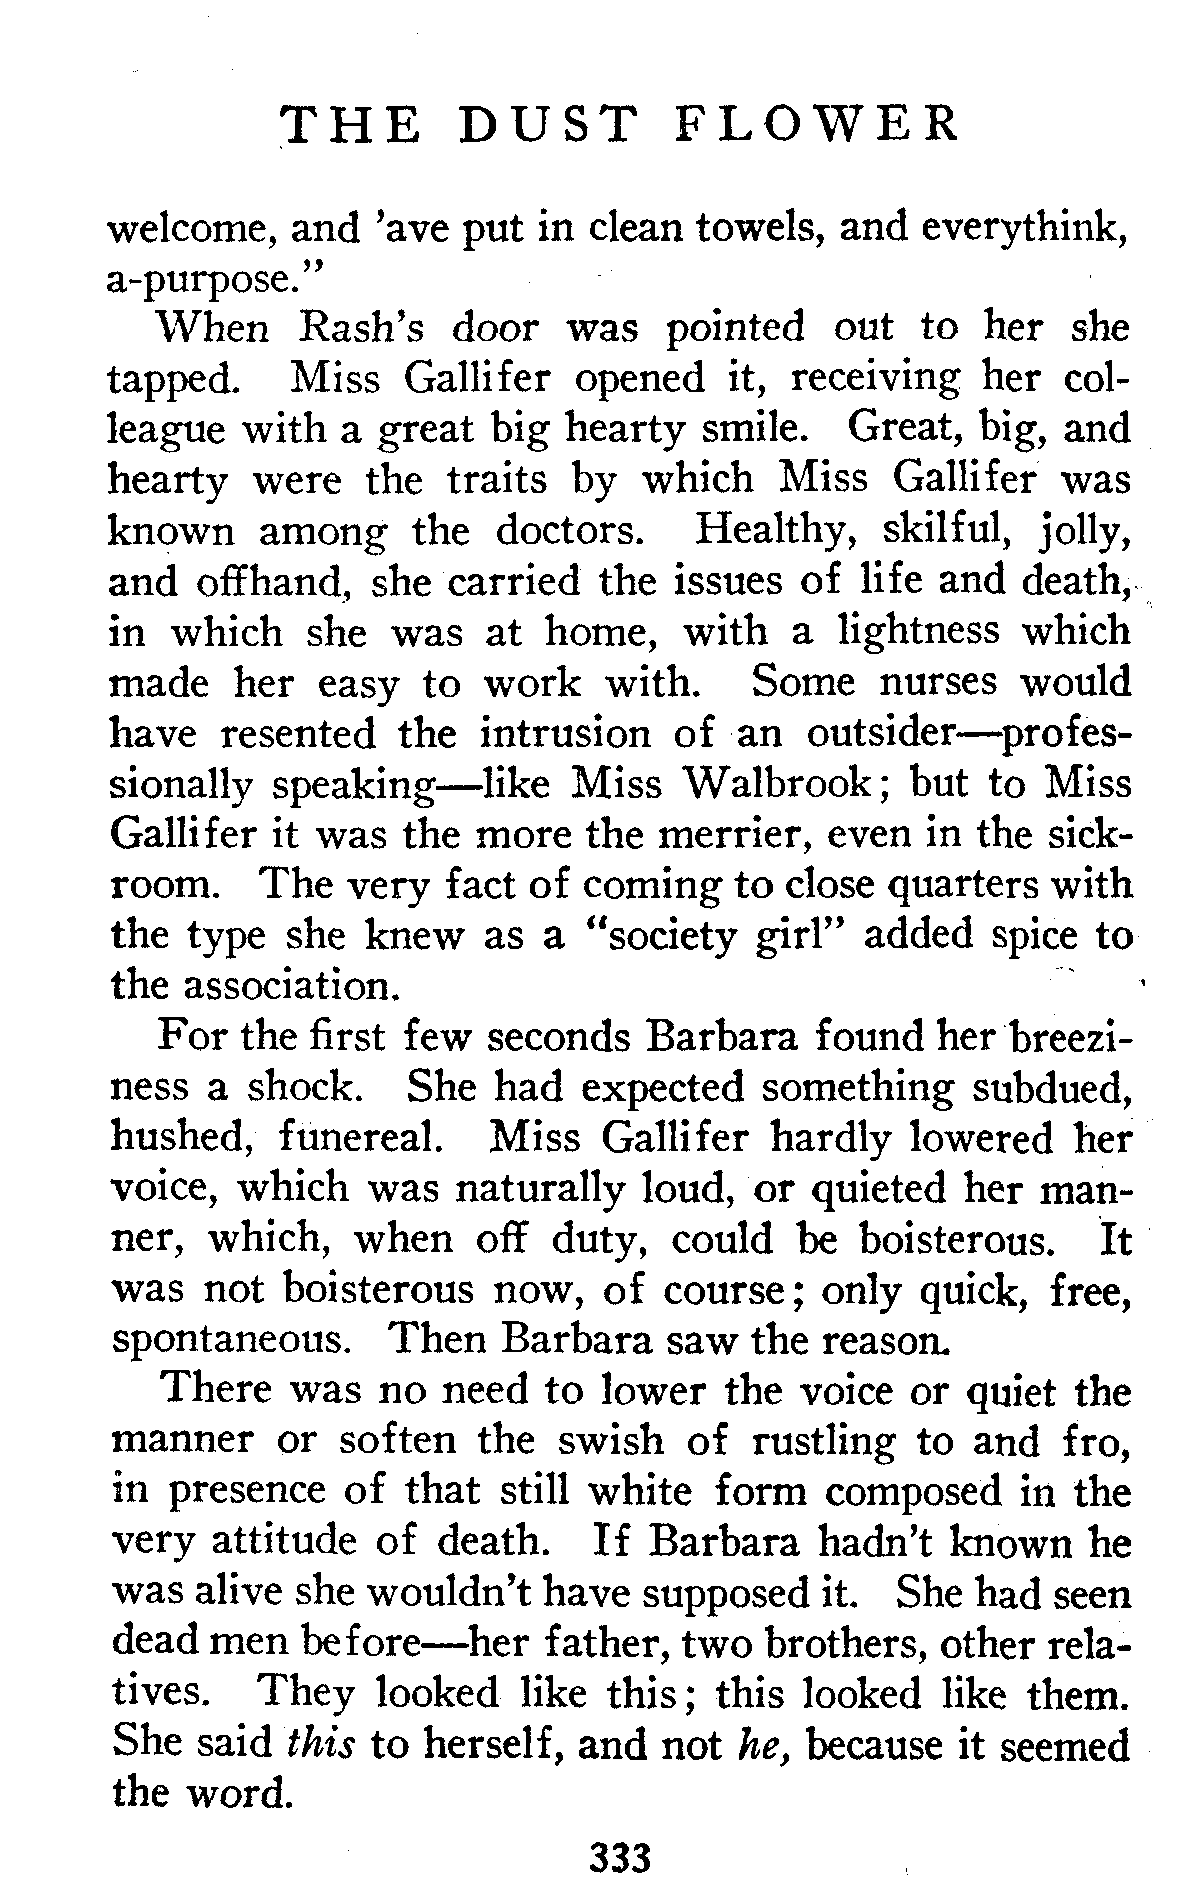 THE DUST FLOWER
welcome, and 'ave put in clean towels, and everythink,
a-purpose."
When Rash's door was pointed out to her she
tapped. Miss Gallifer opened it, receiving her col-
league with a great big hearty smile. Great, big, and
hearty were the traits by which Miss Gallifer was
known among the doctors. Healthy, skilful, jolly,
and offhand, she carried the issues of life and death,
in which she was at home, with a lightness which
made her easy to work with. Some nurses would
have resented the intrusion of an outsider—profes-
sionally speaking—like Miss Walbrook; but to Miss
Gallifer it was the more the merrier, even in the sick-
room. The very fact of coming to close quarters with
the type she knew as a "society girl" added spice to
the association.
For the first few seconds Barbara found her breezi-
ness a shock. She had expected something subdued,
hushed, funereal. Miss Gallifer hardly lowered her
voice, which was naturally loud, or quieted her man-
ner, which, when off duty, could be boisterous. It
was not boisterous now, of course; only quick, free,
spontaneous. Then Barbara saw the reason.
There was no need to lower the voice or quiet the
manner or soften the swish of rustling to and fro,
in presence of that still white form composed in the
very attitude of death. If Barbara hadn't known he
was alive she wouldn't have supposed it. She had seen
dead men before—her father, two brothers, other rela-
tives. They looked like this; this looked like them.
She said this to herself, and not he, because it seemed
the word.
333